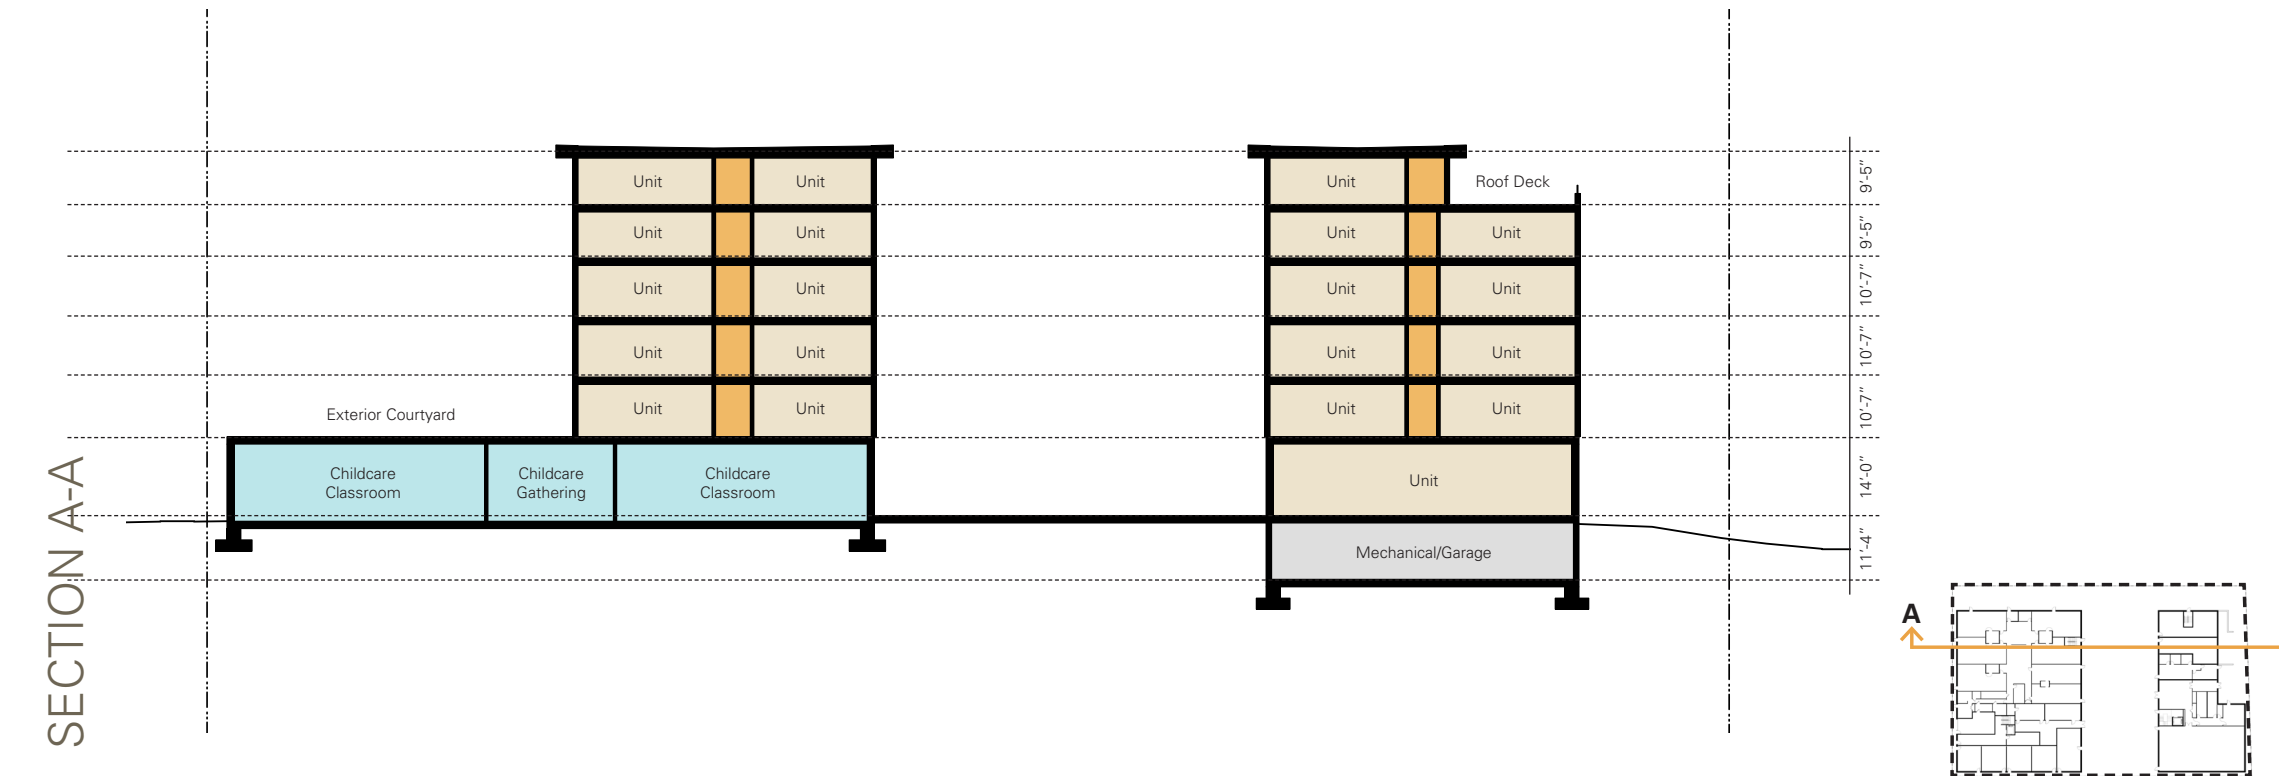 Unit Unit Unit Roof Deck 9'-5"
Unit Unit Unit Unit 9'-5"
Unit Unit Unit Unit 10'-7"
Unit Unit Unit Unit 10'-7"
Unit Unit Unit Unit 10'-7"
Exterior Courtyard
Childcare Childcare Childcare
Classroom Gathering Classroom
Unit 14'-0"
Mechanical/Garage 11'-4"
SECTION A-A
A